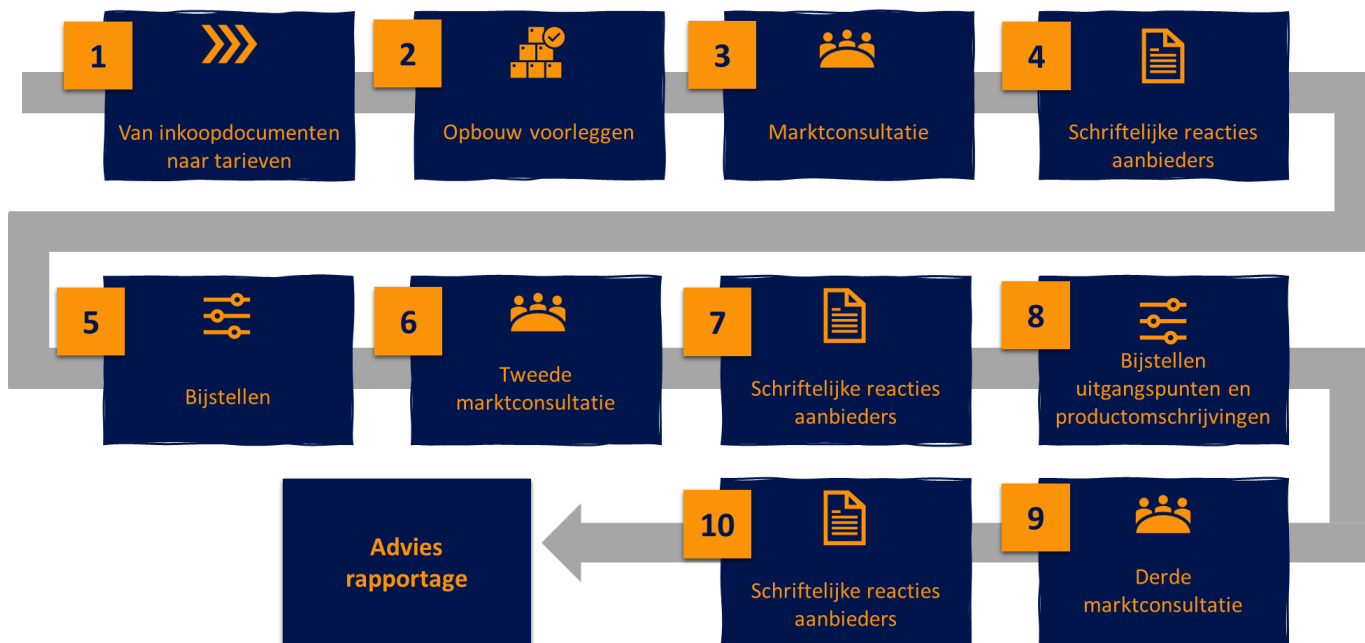 1
Van inkoopdocumenten
naar tarieven
2
Opbouw voorleggen
3
Marktconsultatie
4
Schriftelijke reacties
aanbieders
5
Bijstellen
6
Tweede
marktconsultatie
7
Schriftelijke reacties
aanbieders
8
Bijstellen
uitgangspunten en
productomschrijvingen
9
Derde
marktconsultatie
10
Schriftelijke reacties
aanbieders
Advies
rapportage